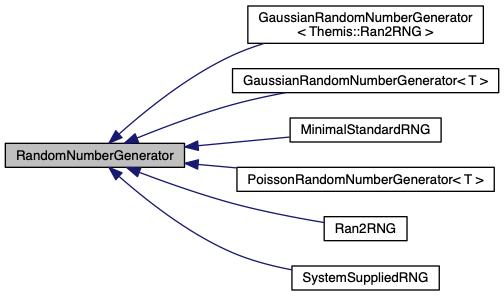 GaussianRandomNumberGenerator
< Themis::Ran2RNG >
GaussianRandomNumberGenerator< T >
MinimalStandardRNG
RandomNumberGenerator
PoissonRandomNumberGenerator< T >
Ran2RNG
SystemSuppliedRNG